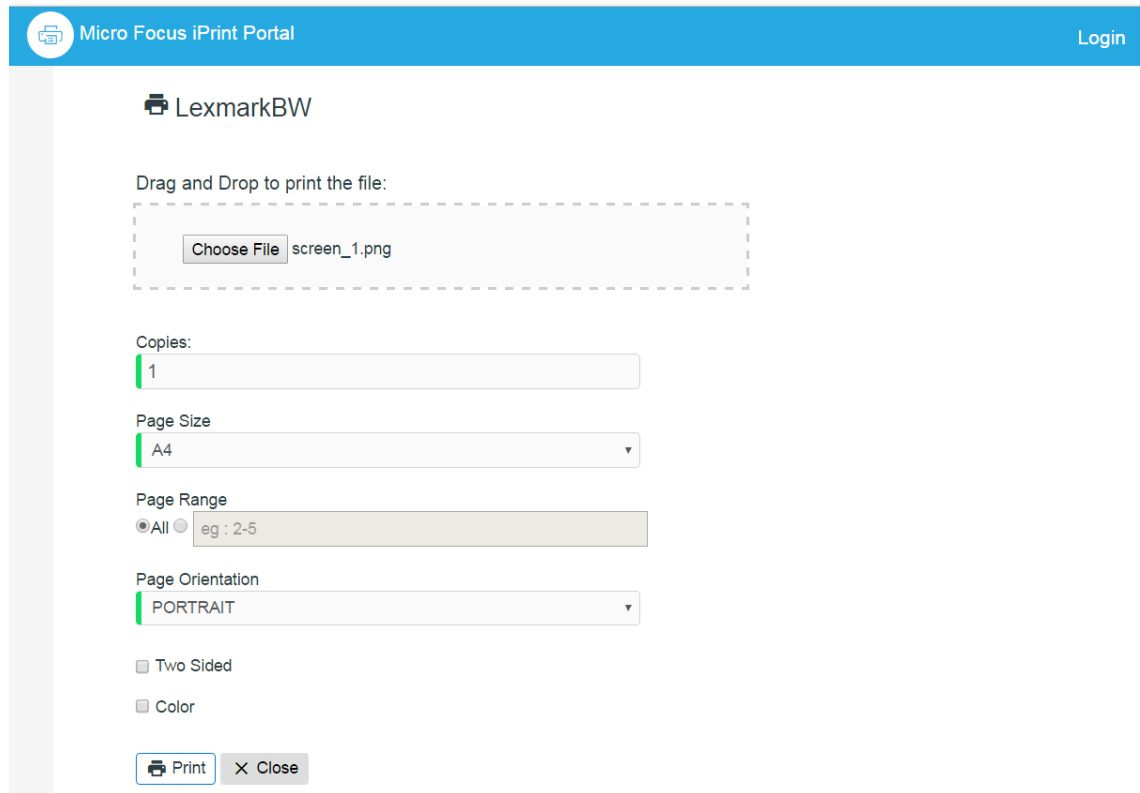 Micro Focus iPrint Portal
Login
LexmarkBW
Drag and Drop to print the file:
Choose File screen_1.png
Copies:
1
Page Size
A4
Page Range
All eg : 2-5
Page Orientation
PORTRAIT
Two Sided
Color
Print Close